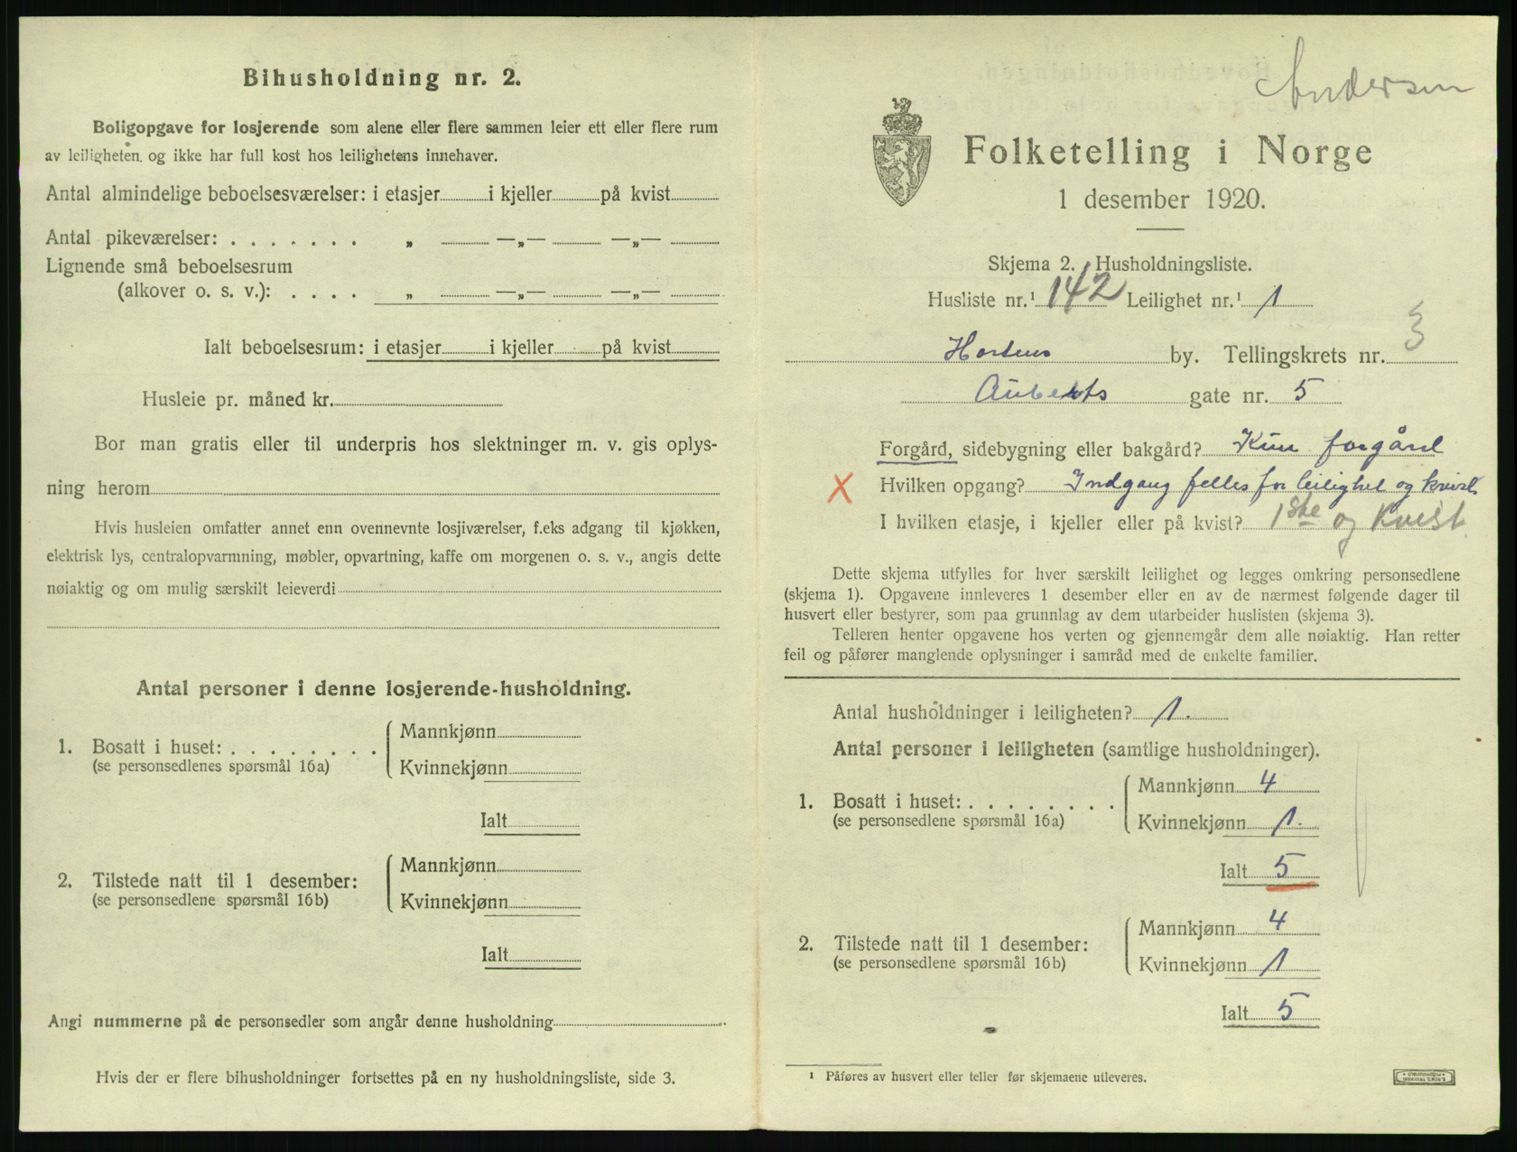 Bihusholdning nr. 2.
Boligopgave for losjerende som alene eller flere sammen leier ett eller flere rum
av leiligheten og ikke har full kost hos leilighetens innehaver.
Antal almindelige beboelsesværelser: i etasjer i kjeller på kvist
Antal pikeværelser: . . . . . . . „ —„— —„—
Lignende små beboelsesrum
(alkover o. s. v.): . . . . „ —„— —„—
Ialt beboelsesrum: i etasjer i kjeller på kvist
Husleie pr. måned kr.
Bor man gratis eller til underpris hos slektninger m. v. gis oplys-
ning herom
Hvis husleien omfatter annet enn ovennevnte losjiværelser, f.eks adgang til kjøkken,
elektrisk lys, centralopvarmning, møbler, opvartning, kaffe om morgenen o. s. v., angis dette
nøiaktig og om mulig særskilt leieverdi
Antal personer i denne losjerende-husholdning.
1. Bosatt i huset: . . . . . . . .
(se personsedlenes spørsmål 16a)
Mannkjønn
Kvinnekjønn
Ialt
2. Tilstede natt til 1 desember:
(se personsedlene spørsmål 16b)
Mannkjønn
Kvinnekjønn
Ialt
Angi nummerne på de personsedler som angår denne husholdning
Hvis der er flere bihusholdninger fortsettes på en ny husholdningsliste, side 3.
Andersen
Folketelling i Norge
1 desember 1920.
Skjema 2. Husholdningsliste.
Husliste nr.¹ 142 Leilighet nr.¹ 1
Hortens by. Tellingskrets nr. 3
Auberts gate nr. 5
Forgård, sidebygning eller bakgård? Kun forgård
X Hvilken opgang? Indgang felles for leilighet og kvist
I hvilken etasje, i kjeller eller på kvist? 1ste og Kvist.
Dette skjema utfylles for hver særskilt leilighet og legges omkring personsedlene
(skjema 1). Opgavene innleveres 1 desember eller en av de nærmest følgende dager til
husvert eller bestyrer, som paa grunnlag av dem utarbeider huslisten (skjema 3).
Telleren henter opgavene hos verten og gjennemgår dem alle nøiaktig. Han retter
feil og påfører manglende oplysninger i samråd med de enkelte familier.
Antal husholdninger i leiligheten? 1.
Antal personer i leiligheten (samtlige husholdninger).
1. Bosatt i huset: . . . . . . . .
(se personsedlene spørsmål 16a)
Mannkjønn 4
Kvinnekjønn 1.
Ialt 5
2. Tilstede natt til 1 desember:
(se personsedlene spørsmål 16b)
Mannkjønn 4
Kvinnekjønn 1
Ialt 5
¹ Påføres av husvert eller teller før skjemaene utleveres.